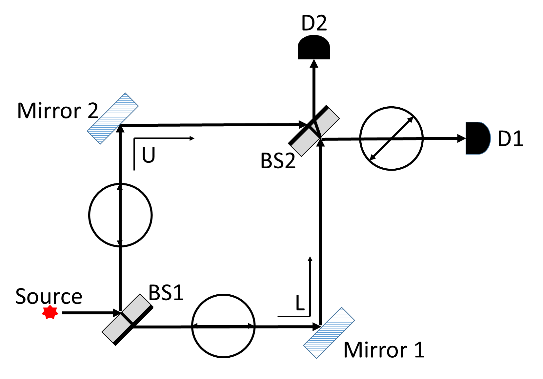 D2
Mirror 2
U
BS2
D1
Source
BS1
L
Mirror 1